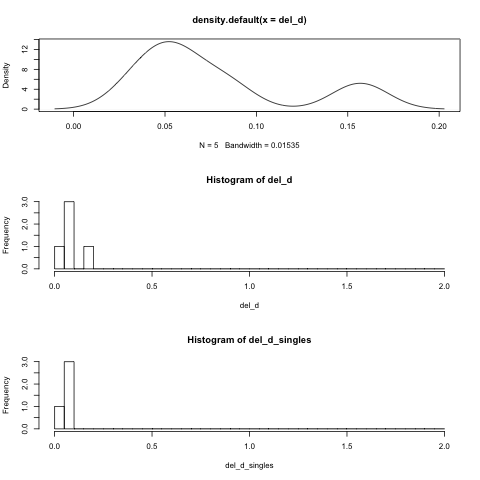 density.default(x = del_d)
Density
0 4 8 12
0.00 0.05 0.10 0.15 0.20
N = 5 Bandwidth = 0.01535
Histogram of del_d
Frequency
0.0 1.0 2.0 3.0
0.0 0.5 1.0 1.5 2.0
del_d
Histogram of del_d_singles
Frequency
0.0 1.0 2.0 3.0
0.0 0.5 1.0 1.5 2.0
del_d_singles